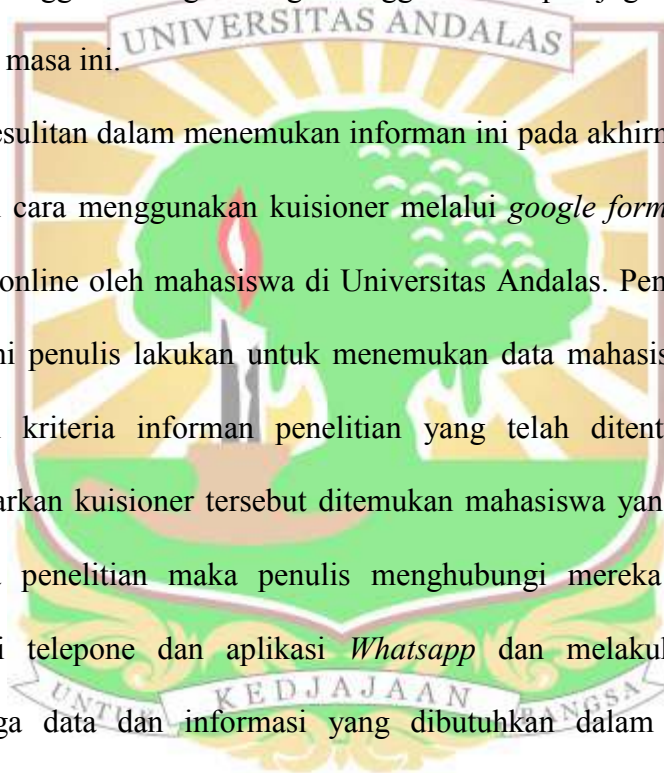 UNIVERSITAS ANDALAS
masa ini.
esulitan dalam menemukan informan ini pada akhirn
cara menggunakan kuisioner melalui google form
online oleh mahasiswa di Universitas Andalas. Pen
ni penulis lakukan untuk menemukan data mahasis
kriteria informan penelitian yang telah ditent
arkan kuisioner tersebut ditemukan mahasiswa yan
penelitian maka penulis menghubungi mereka
i telepone dan aplikasi Whatsapp dan melakul
ga data dan informasi yang dibutuhkan dalam
UNTUK KEDJAJAAN BANGSA